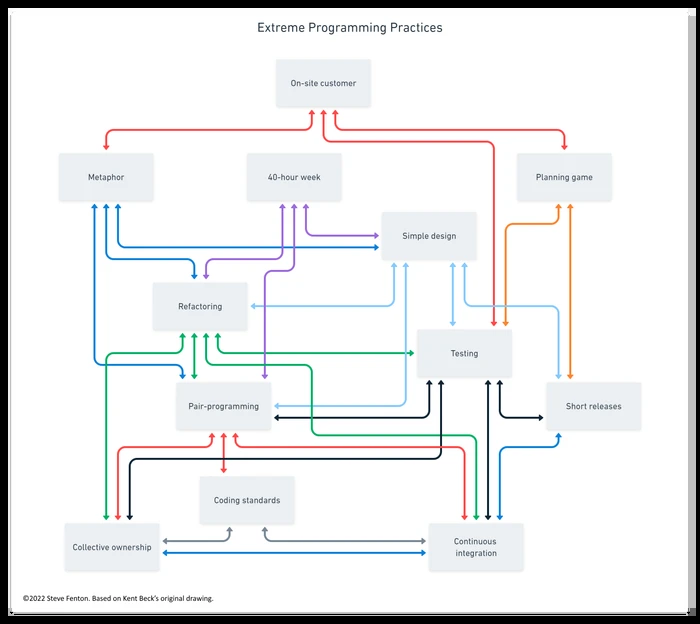 Extreme Programming Practices
On-site customer
Metaphor
40-hour week
Planning game
Simple design
Refactoring
Testing
Pair-programming
Short releases
Coding standards
Collective ownership
Continuous
integration
©2022 Steve Fenton. Based on Kent Beck's original drawing.